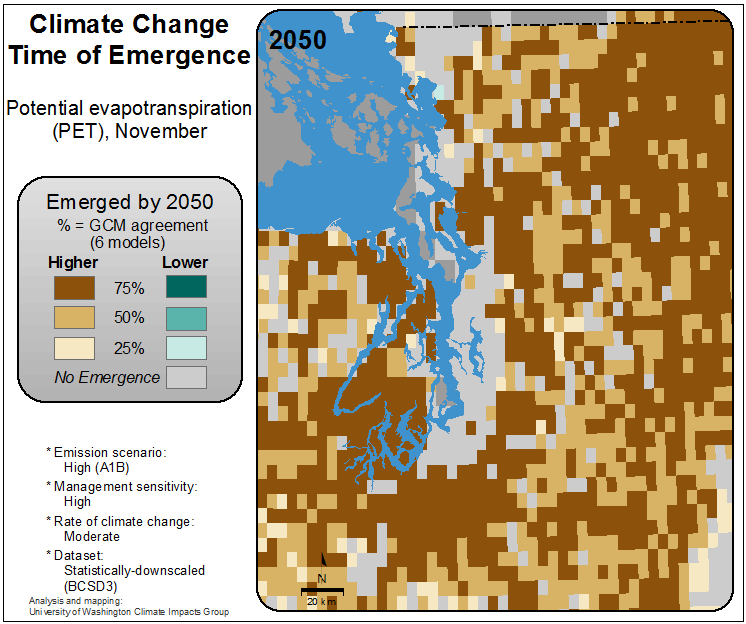 Climate Change
Time of Emergence
Potential evapotranspiration
(PET), November
Emerged by 2050
% = GCM agreement
(6 models)
Higher Lower
75%
50%
25%
No Emergence
* Emission scenario:
High (A1B)
* Management sensitivity:
High
* Rate of climate change:
Moderate
* Dataset:
Statistically-downscaled
(BCSD3)
Analysis and mapping:
University of Washington Climate Impacts Group
2050
N
20 km